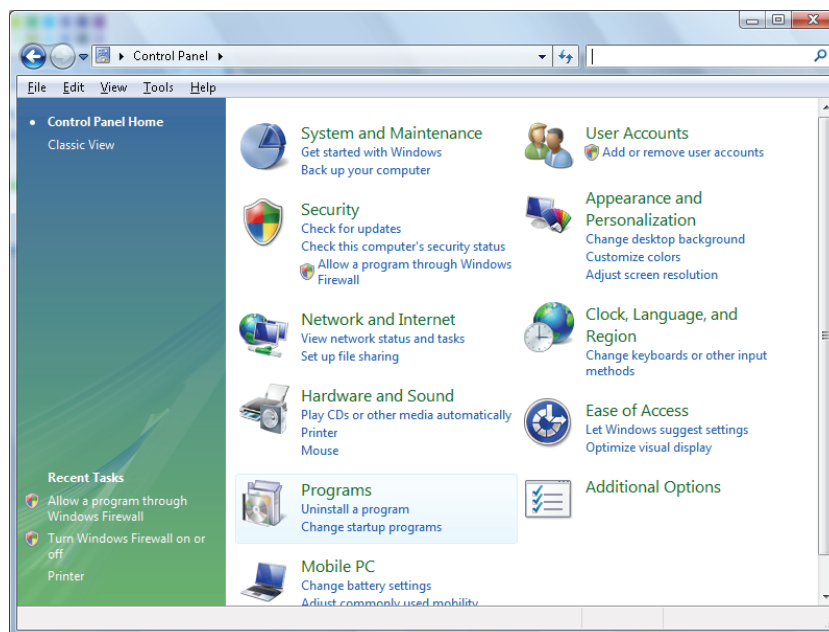 Control Panel
File Edit View Tools Help
Control Panel Home
Classic View
System and Maintenance
Get started with Windows
Back up your computer
Security
Check for updates
Check this computer's security status
Allow a program through Windows
Firewall
Network and Internet
View network status and tasks
Set up file sharing
Hardware and Sound
Play CDs or other media automatically
Printer
Mouse
Programs
Uninstall a program
Change startup programs
Mobile PC
Change battery settings
Adjust commonly used mobility
User Accounts
Add or remove user accounts
Appearance and
Personalization
Change desktop background
Customize colors
Adjust screen resolution
Clock, Language, and
Region
Change keyboards or other input
methods
Ease of Access
Let Windows suggest settings
Optimize visual display
Additional Options
Recent Tasks
Allow a program through
Windows Firewall
Turn Windows Firewall on or
off
Printer